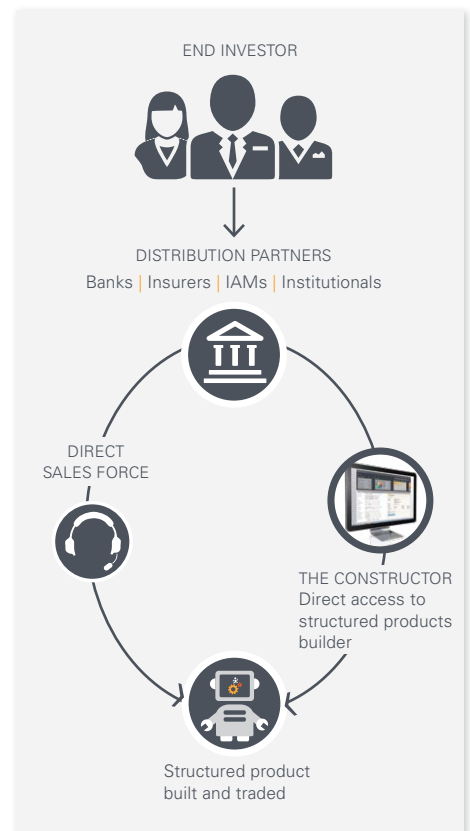 END INVESTOR
DISTRIBUTION PARTNERS
Banks | Insurers | IAMs | Institutionals
DIRECT
SALES FORCE
THE CONSTRUCTOR
Direct access to
structured products
builder
Structured product
built and traded